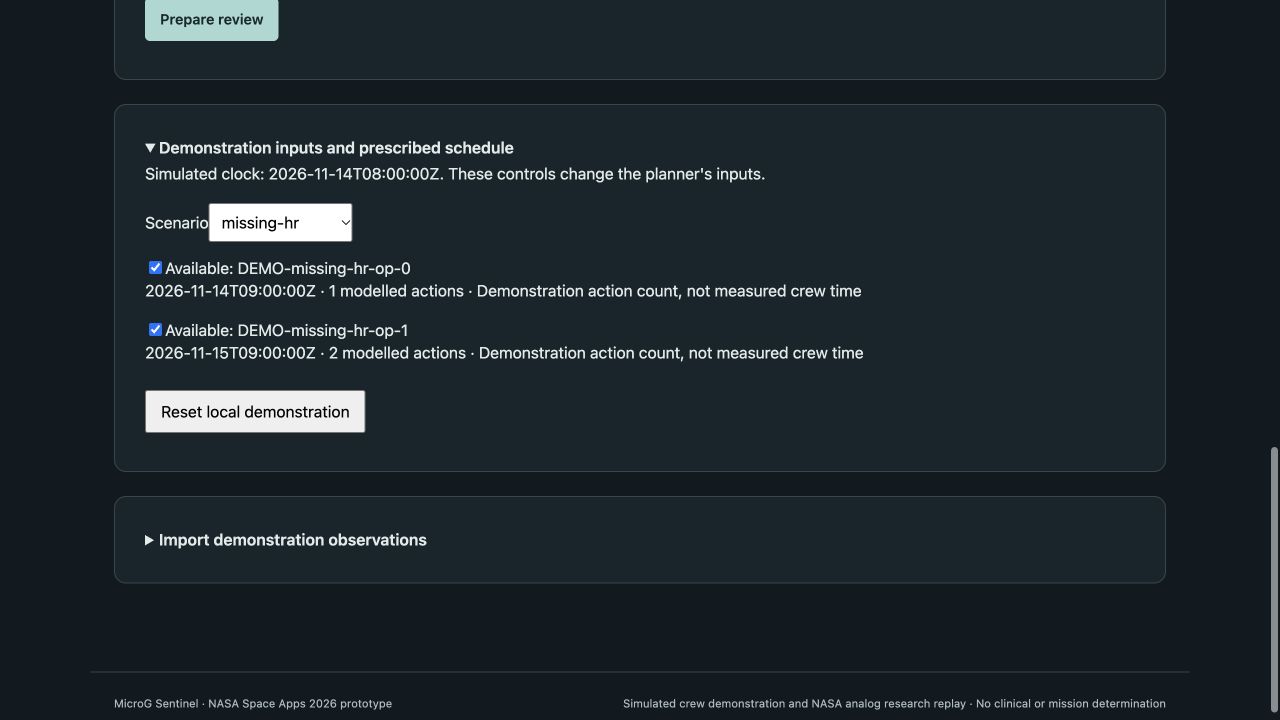 Prepare review
Demonstration inputs and prescribed schedule
Simulated clock: 2026-11-14T08:00:00Z. These controls change the planner's inputs.
Scenario missing-hr
Available: DEMO-missing-hr-op-0
2026-11-14T09:00:00Z · 1 modelled actions · Demonstration action count, not measured crew time
Available: DEMO-missing-hr-op-1
2026-11-15T09:00:00Z · 2 modelled actions · Demonstration action count, not measured crew time
Reset local demonstration
Import demonstration observations
MicroG Sentinel · NASA Space Apps 2026 prototype
Simulated crew demonstration and NASA analog research replay · No clinical or mission determination